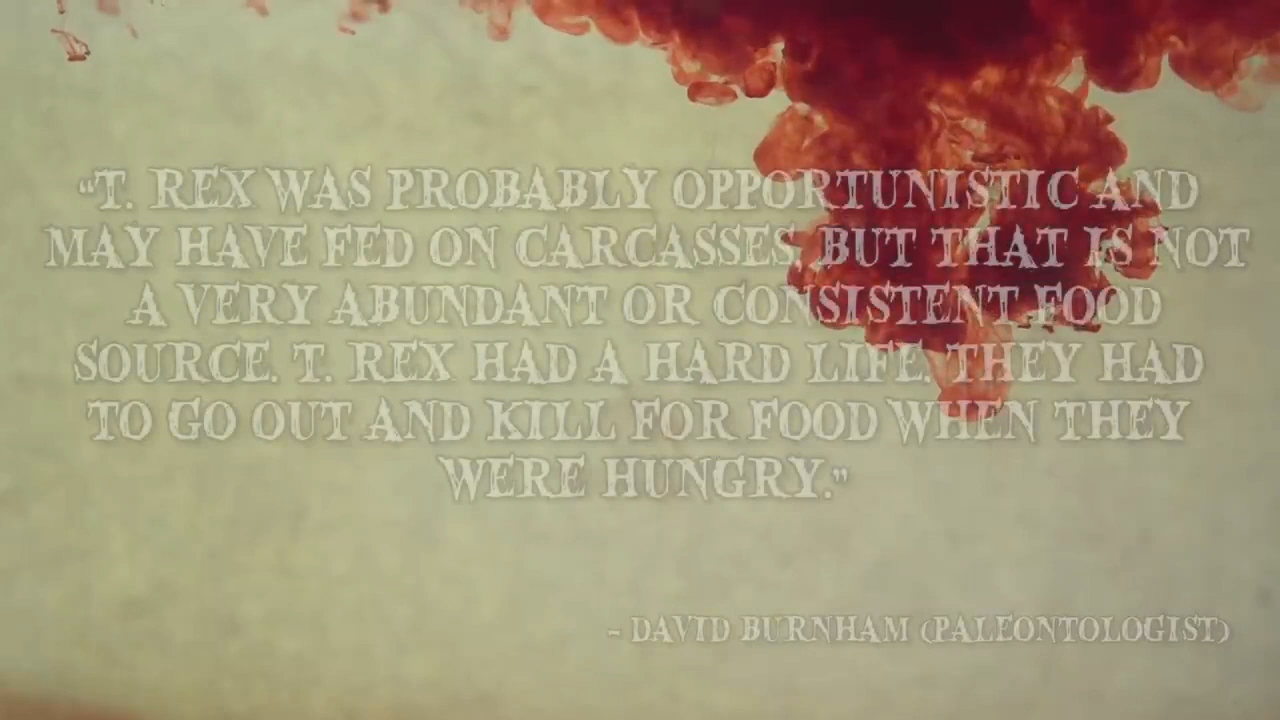 “T. REX WAS PROBABLY OPPORTUNISTIC AND
MAY HAVE FED ON CARCASSES, BUT THAT IS NOT
A VERY ABUNDANT OR CONSISTENT FOOD
SOURCE. T. REX HAD A HARD LIFE. THEY HAD
TO GO OUT AND KILL FOR FOOD WHEN THEY
WERE HUNGRY.”
- DAVID BURNHAM (PALEONTOLOGIST)